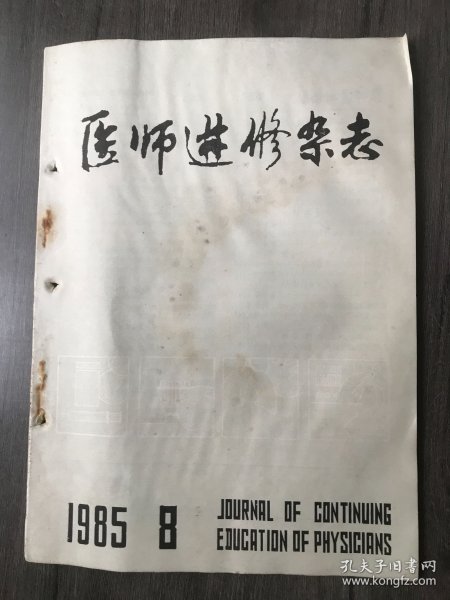 医师进修杂志
1985 8
JOURNAL OF CONTINUING
EDUCATION OF PHYSICIANS
孔夫子旧书网
www.kongfz.com